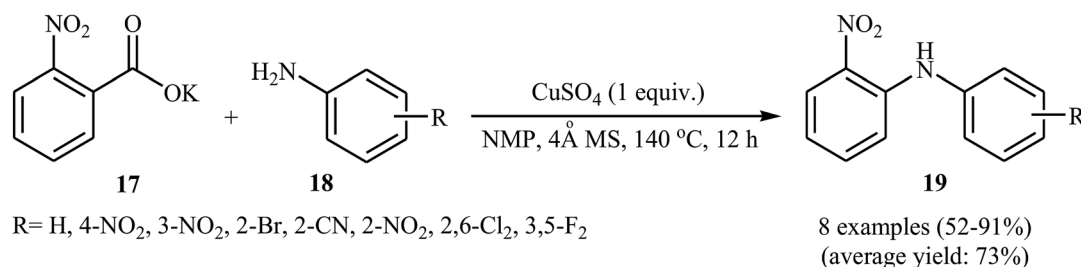 NO₂
O
OK
+
H₂N
R
17
18
CuSO₄ (1 equiv.)
NMP, 4Å MS, 140 °C, 12 h
NO₂
H
N
R
19
R= H, 4-NO₂, 3-NO₂, 2-Br, 2-CN, 2-NO₂, 2,6-Cl₂, 3,5-F₂
8 examples (52-91%)
(average yield: 73%)